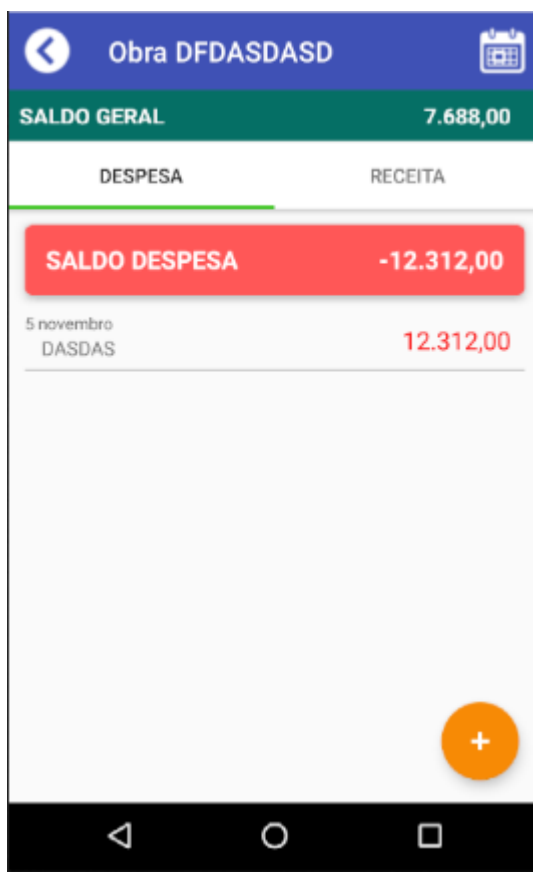 Obra DFDASDASD
SALDO GERAL 7.688,00
DESPESA RECEITA
SALDO DESPESA -12.312,00
5 novembro
DASDAS 12.312,00
+